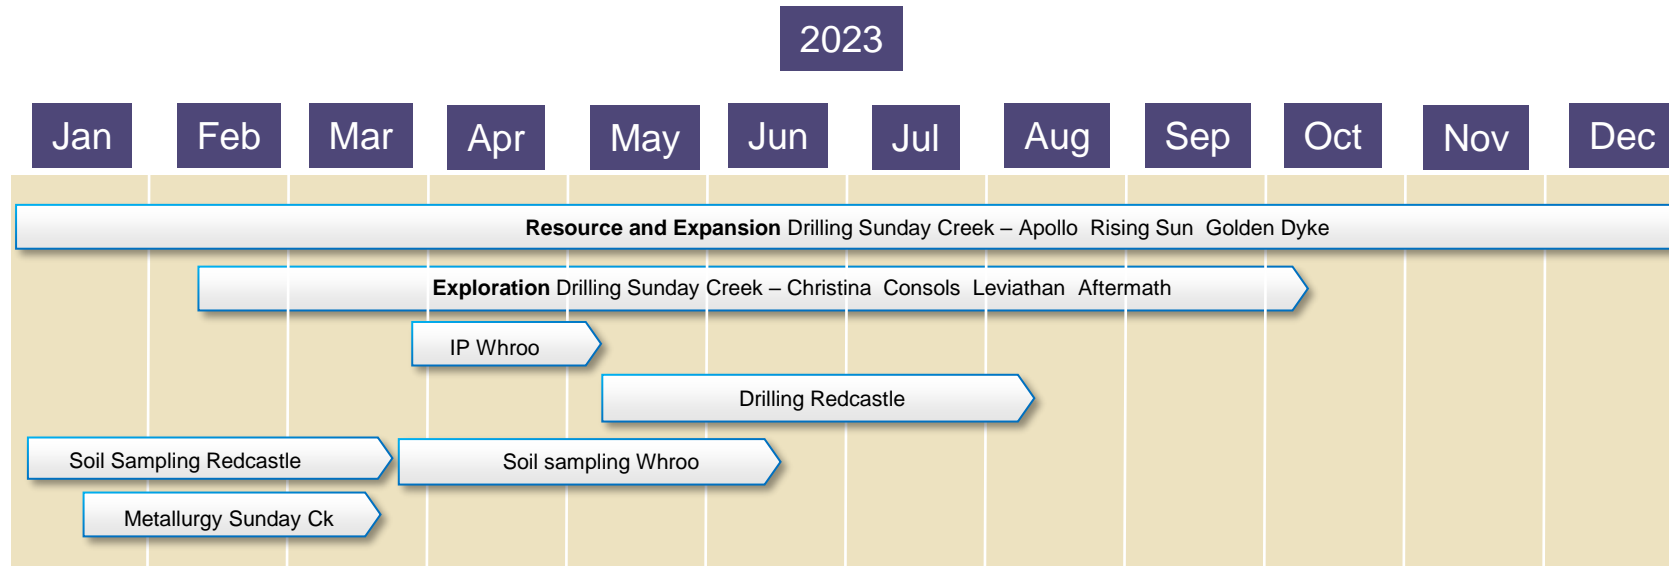 2023
Jan Feb Mar Apr May Jun Jul Aug Sep Oct Nov Dec
Resource and Expansion Drilling Sunday Creek – Apollo Rising Sun Golden Dyke
Exploration Drilling Sunday Creek – Christina Consols Leviathan Aftermath
IP Whroo
Drilling Redcastle
Soil Sampling Redcastle
Soil sampling Whroo
Metallurgy Sunday Ck